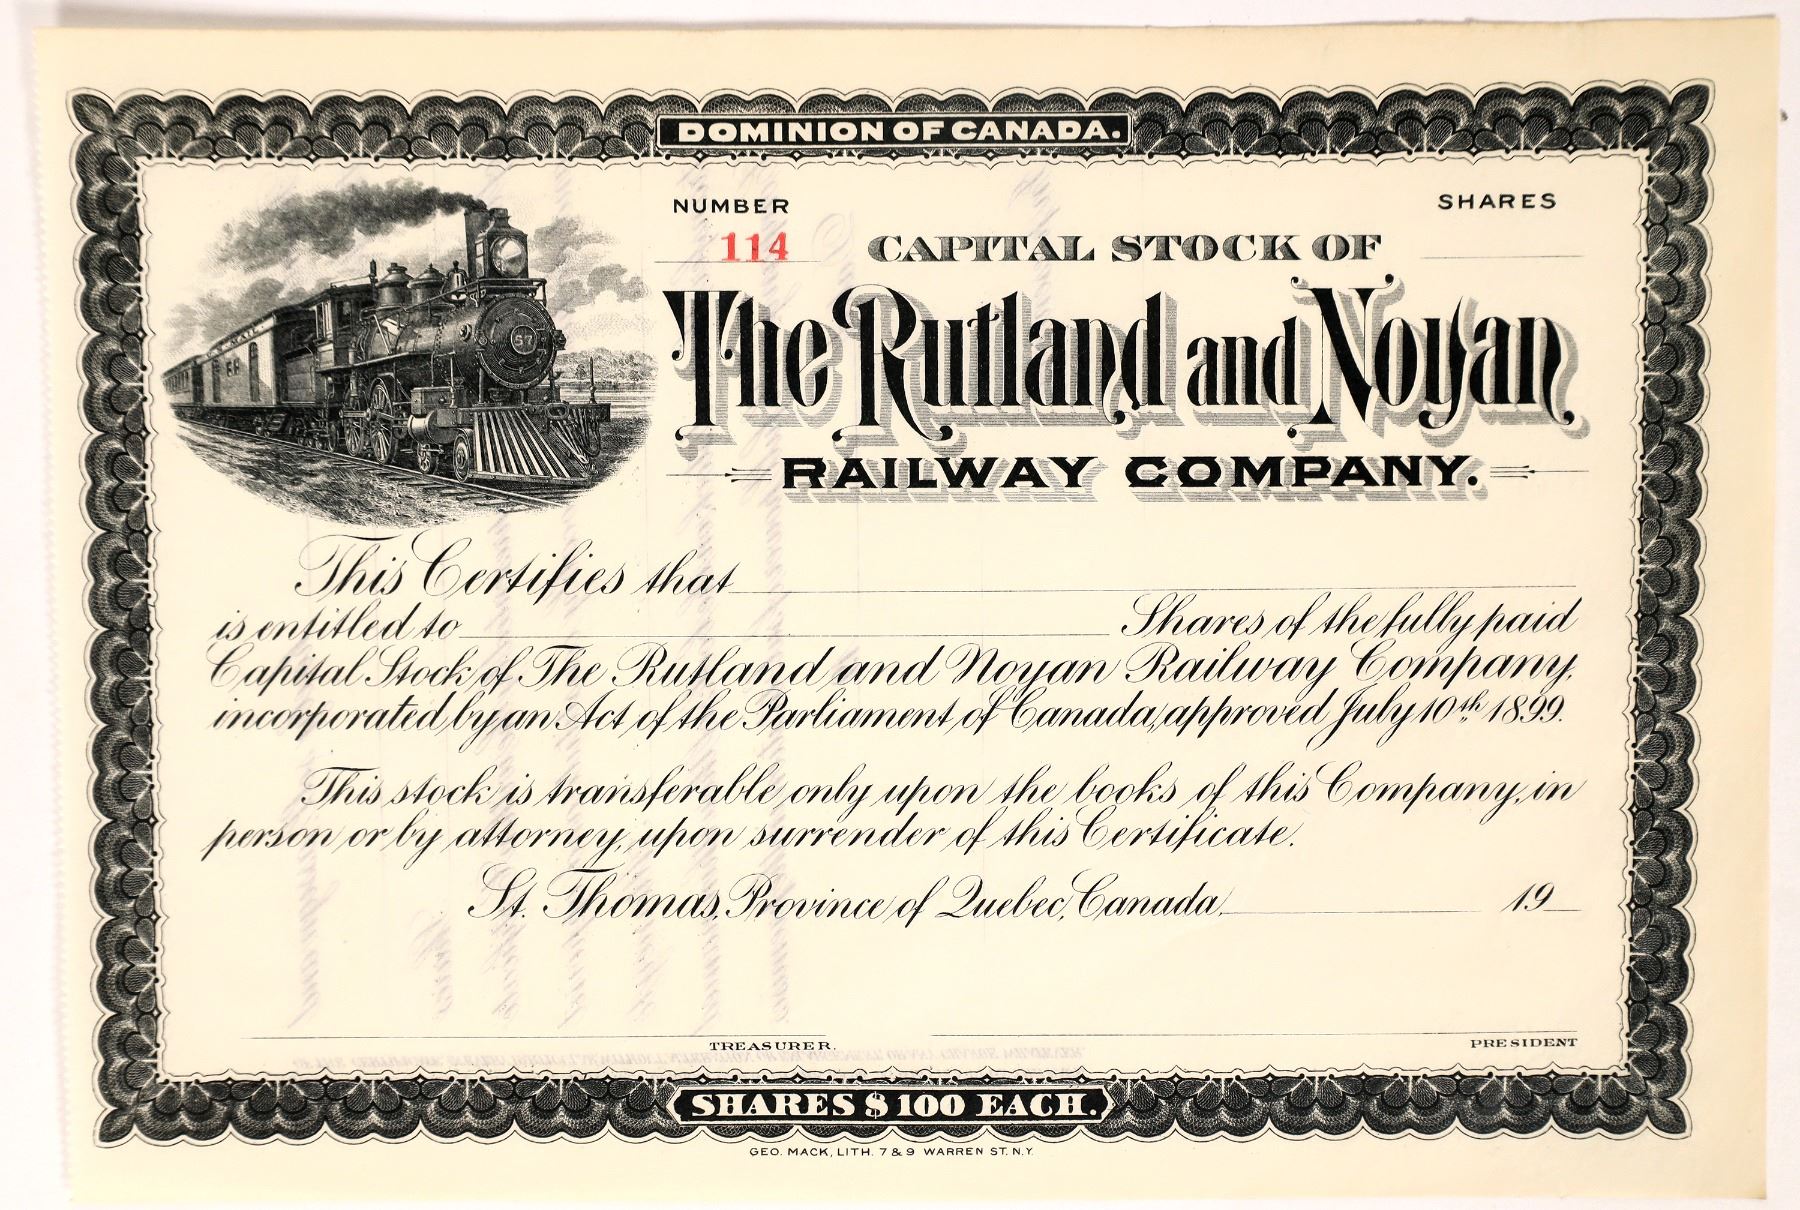 DOMINION OF CANADA.
NUMBER
SHARES
114
CAPITAL STOCK OF
The Rutland and Noyan
RAILWAY COMPANY.
57
This Certifies that
is entitled to Shares of the fully paid
Capital Stock of The Rutland and Noyan Railway Company,
incorporated by an Act of the Parliament of Canada, approved July 10th 1899.
This stock is transferable only upon the books of this Company, in
person or by attorney, upon surrender of this Certificate.
St. Thomas, Province of Quebec, Canada, 19
TREASURER.
PRESIDENT
SHARES $100 EACH.
GEO. MACK, LITH. 7 & 9 WARREN ST. N.Y.